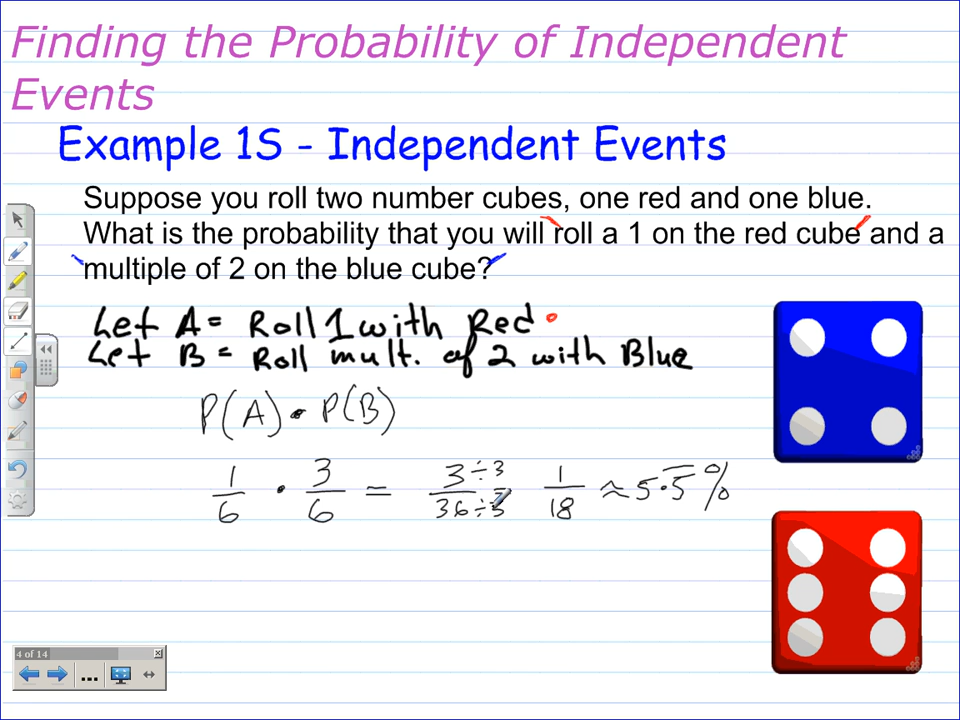 Finding the Probability of Independent
Events
Example 1S - Independent Events
Suppose you roll two number cubes, one red and one blue.
What is the probability that you will roll a 1 on the red cube and a
multiple of 2 on the blue cube?
Let A = Roll 1 with Red
Let B = Roll mult. of 2 with Blue
P(A) • P(B)
1/6 • 3/6 = 3÷3/36÷3 1/18 ≈ 5.5̅%
4 of 14
...